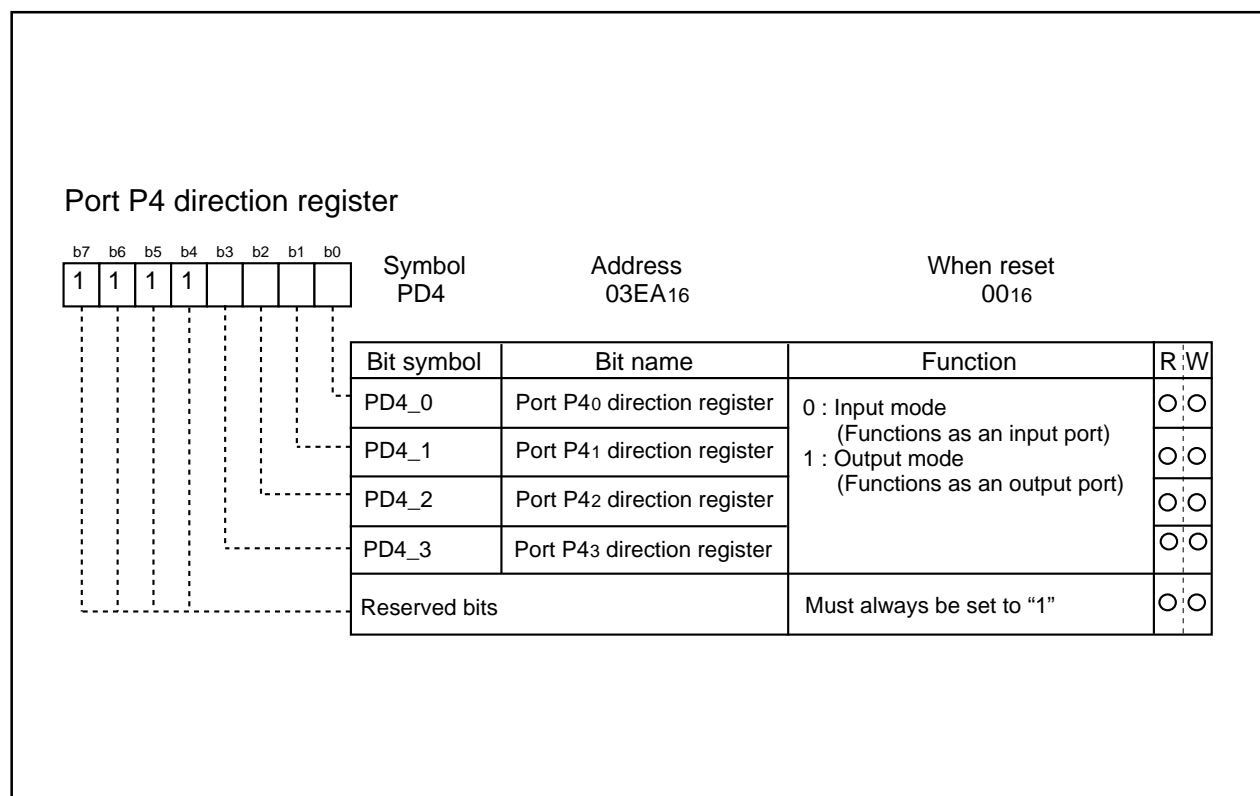 Port P4 direction register
b7 b6 b5 b4 b3 b2 b1 b0
1 1 1 1
Symbol Address When reset
PD4 03EA16 0016
Bit symbol Bit name Function R W
PD4_0 Port P40 direction register
PD4_1 Port P41 direction register
PD4_2 Port P42 direction register
PD4_3 Port P43 direction register
0 : Input mode
(Functions as an input port)
1 : Output mode
(Functions as an output port)
Reserved bits Must always be set to “1”